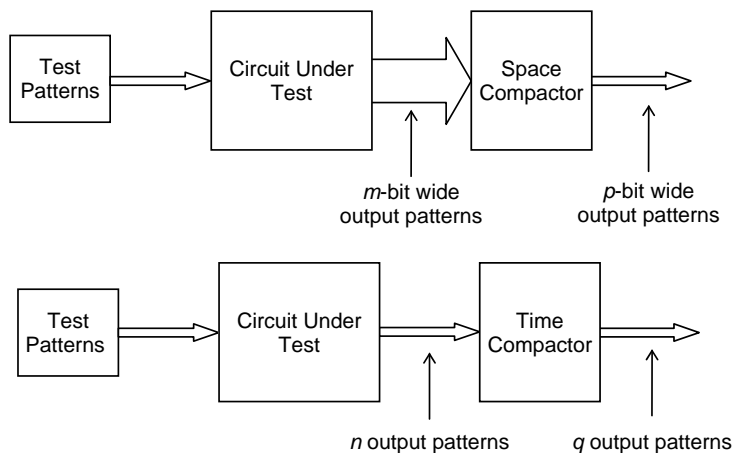 Test
Patterns
Circuit Under
Test
Space
Compactor
m-bit wide
output patterns
p-bit wide
output patterns
Test
Patterns
Circuit Under
Test
Time
Compactor
n output patterns
q output patterns